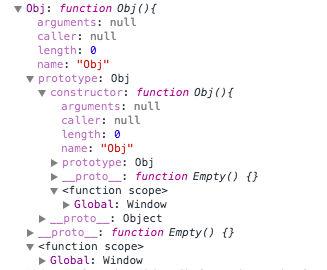 ▼ Obj: function Obj(){
arguments: null
caller: null
length: 0
name: "Obj"
▼ prototype: Obj
▼ constructor: function Obj(){
arguments: null
caller: null
length: 0
name: "Obj"
▶ prototype: Obj
▶ __proto__: function Empty() {}
▼ <function scope>
▶ Global: Window
▶ __proto__: Object
▶ __proto__: function Empty() {}
▼ <function scope>
▶ Global: Window